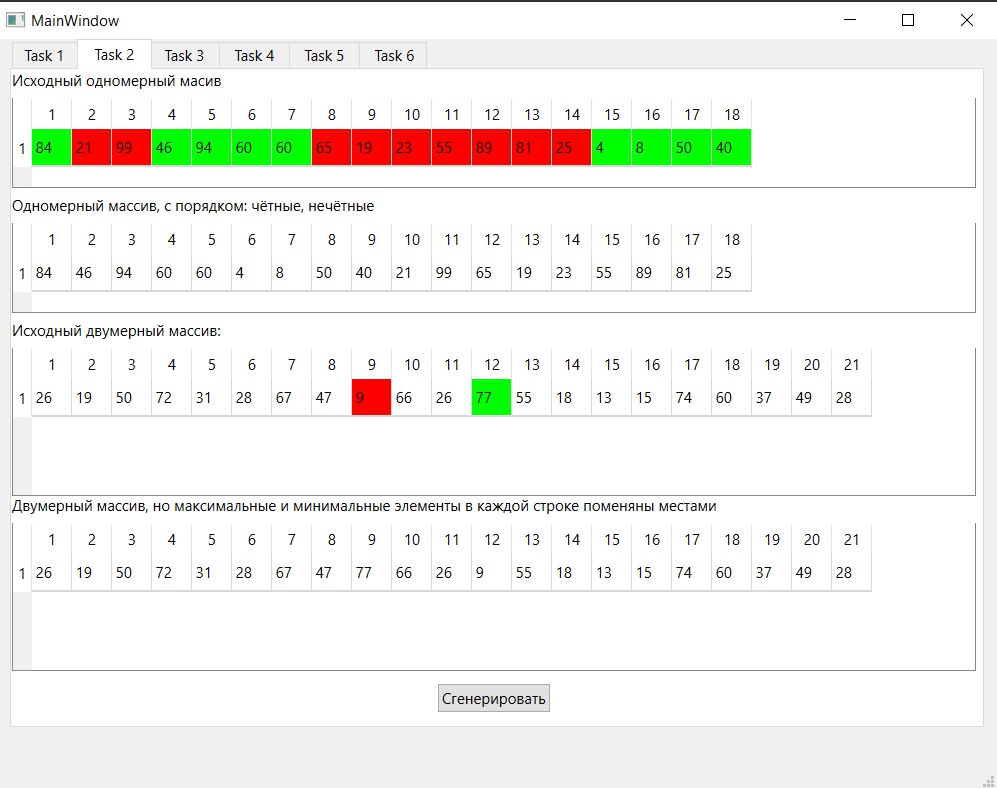 MainWindow
Task 1 Task 2 Task 3 Task 4 Task 5 Task 6
Исходный одномерный масив
1 2 3 4 5 6 7 8 9 10 11 12 13 14 15 16 17 18
1 84 21 99 46 94 60 60 65 19 23 55 89 81 25 4 8 50 40
Одномерный массив, с порядком: чётные, нечётные
1 2 3 4 5 6 7 8 9 10 11 12 13 14 15 16 17 18
1 84 46 94 60 60 4 8 50 40 21 99 65 19 23 55 89 81 25
Исходный двумерный массив:
1 2 3 4 5 6 7 8 9 10 11 12 13 14 15 16 17 18 19 20 21
1 26 19 50 72 31 28 67 47 9 66 26 77 55 18 13 15 74 60 37 49 28
Двумерный массив, но максимальные и минимальные элементы в каждой строке поменяны местами
1 2 3 4 5 6 7 8 9 10 11 12 13 14 15 16 17 18 19 20 21
1 26 19 50 72 31 28 67 47 77 66 26 9 55 18 13 15 74 60 37 49 28
Сгенерировать